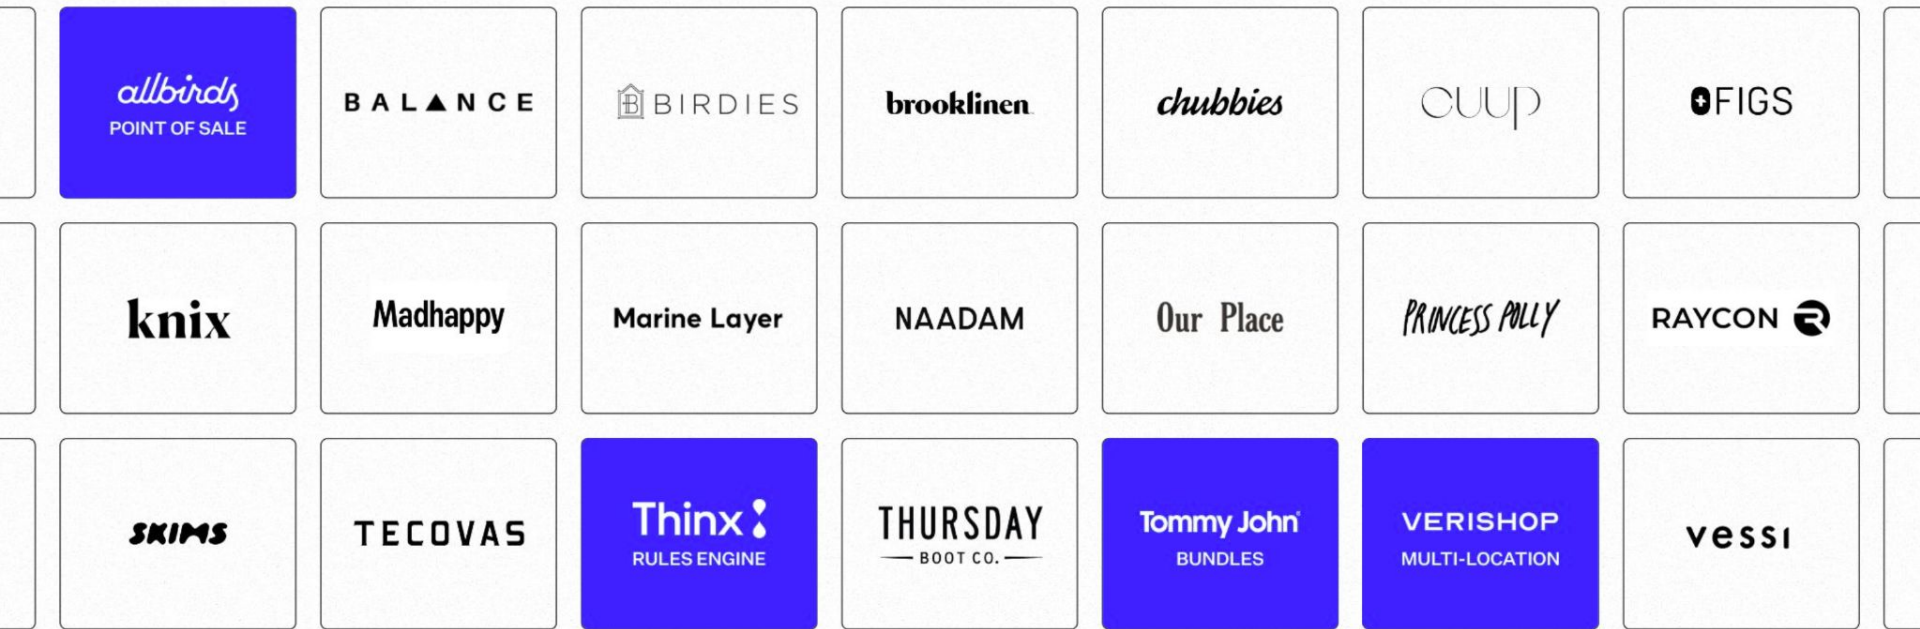 allbirds
POINT OF SALE
BALANCE
B BIRDIES
brooklinen
chubbies
CUUP
FIGS
knix
Madhappy
Marine Layer
NAADAM
Our Place
PRINCESS POLLY
RAYCON R
SKIMS
TECOVAS
Thinx
RULES ENGINE
THURSDAY
BOOT CO.
Tommy John
BUNDLES
VERISHOP
MULTI-LOCATION
vessi